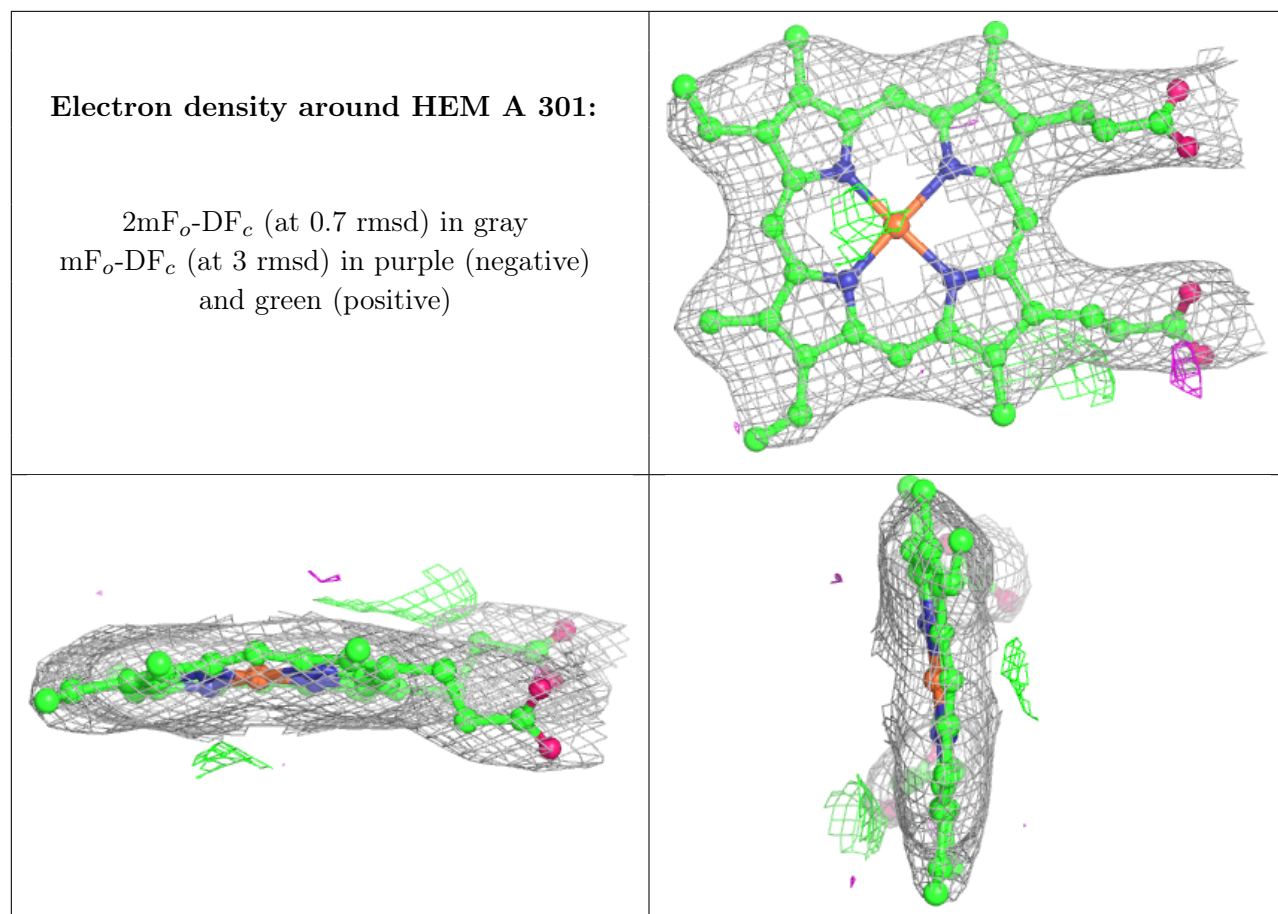 Electron density around HEM A 301:
2mFo-DFc (at 0.7 rmsd) in gray
mFo-DFc (at 3 rmsd) in purple (negative)
and green (positive)